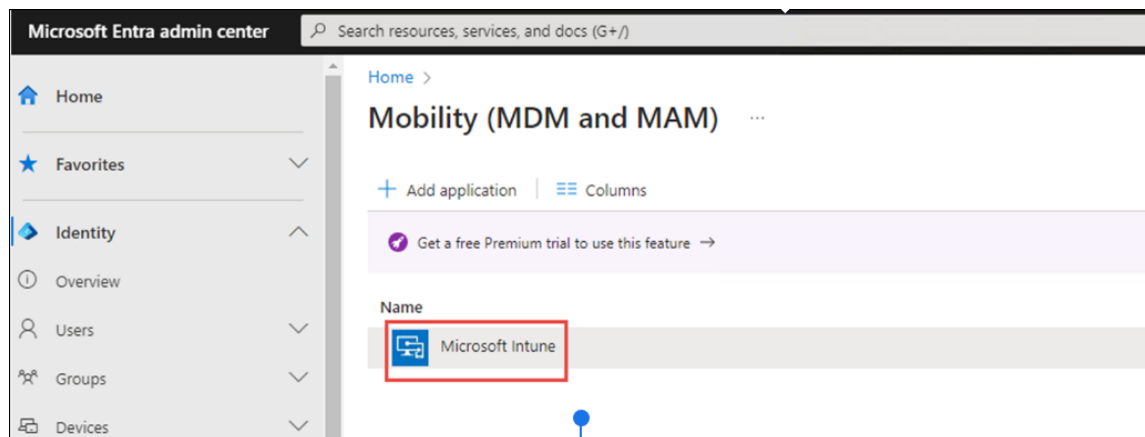 Microsoft Entra admin center
Search resources, services, and docs (G+/)
Home
Favorites
Identity
Overview
Users
Groups
Devices
Home >
Mobility (MDM and MAM) ...
+ Add application
Columns
Get a free Premium trial to use this feature →
Name
Microsoft Intune